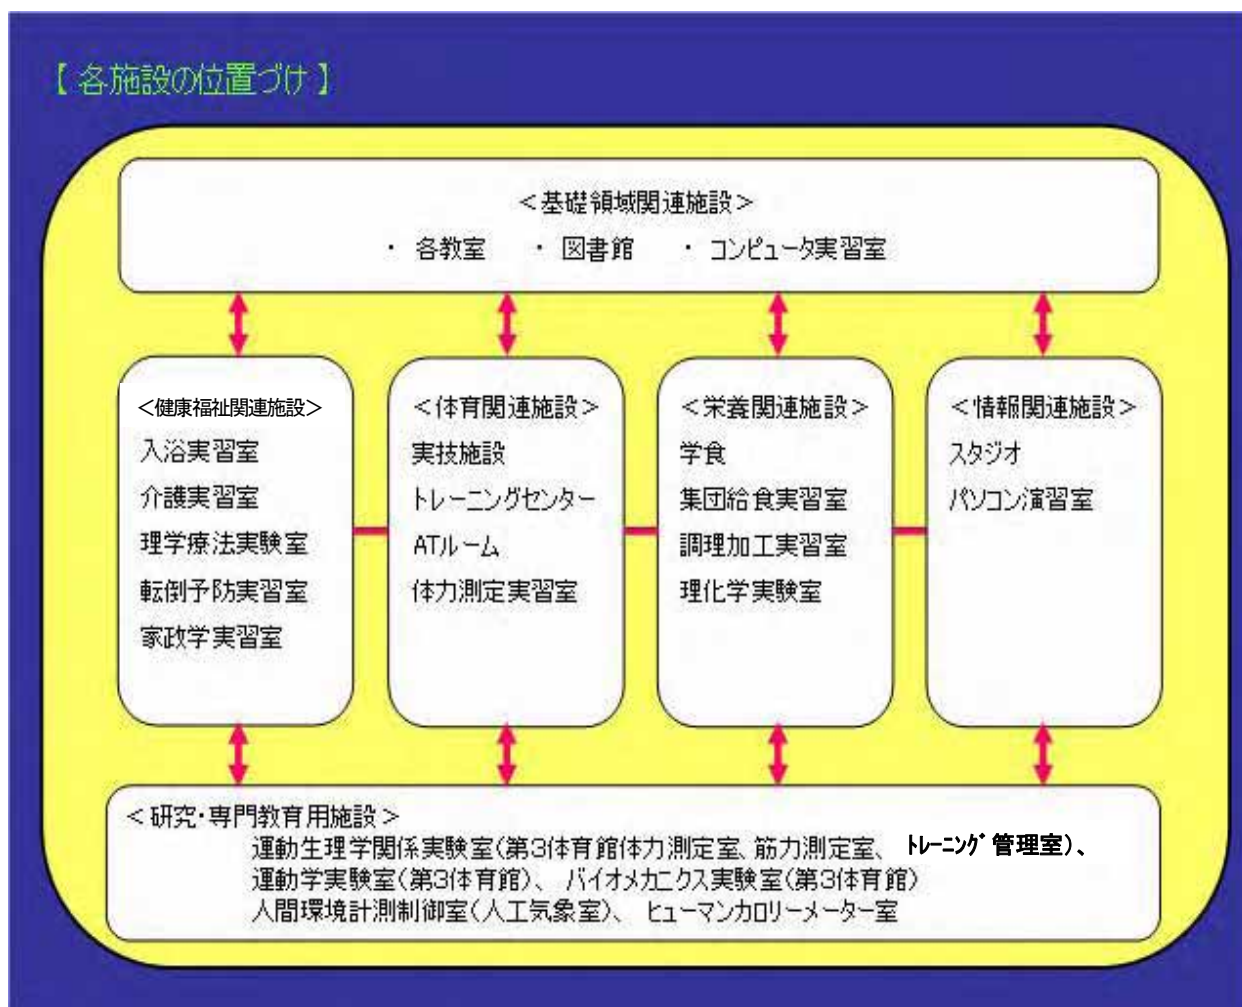 【各施設の位置づけ】
＜基礎領域関連施設＞
・ 各教室　・ 図書館　・ コンピュータ実習室
＜健康福祉関連施設＞
入浴実習室
介護実習室
理学療法実験室
転倒予防実習室
家政学実習室
＜体育関連施設＞
実技施設
トレーニングセンター
ATルーム
体力測定実習室
＜栄養関連施設＞
学食
集団給食実習室
調理加工実習室
理化学実験室
＜情報関連施設＞
スタジオ
パソコン演習室
＜研究・専門教育用施設＞
運動生理学関係実験室(第3体育館体力測定室、筋力測定室、 ﾄﾚｰﾆﾝｸﾞ管理室)、
運動学実験室(第3体育館)、 バイオメカニクス実験室(第3体育館)
人間環境計測制御室(人工気象室)、 ヒューマンカロリーメーター室